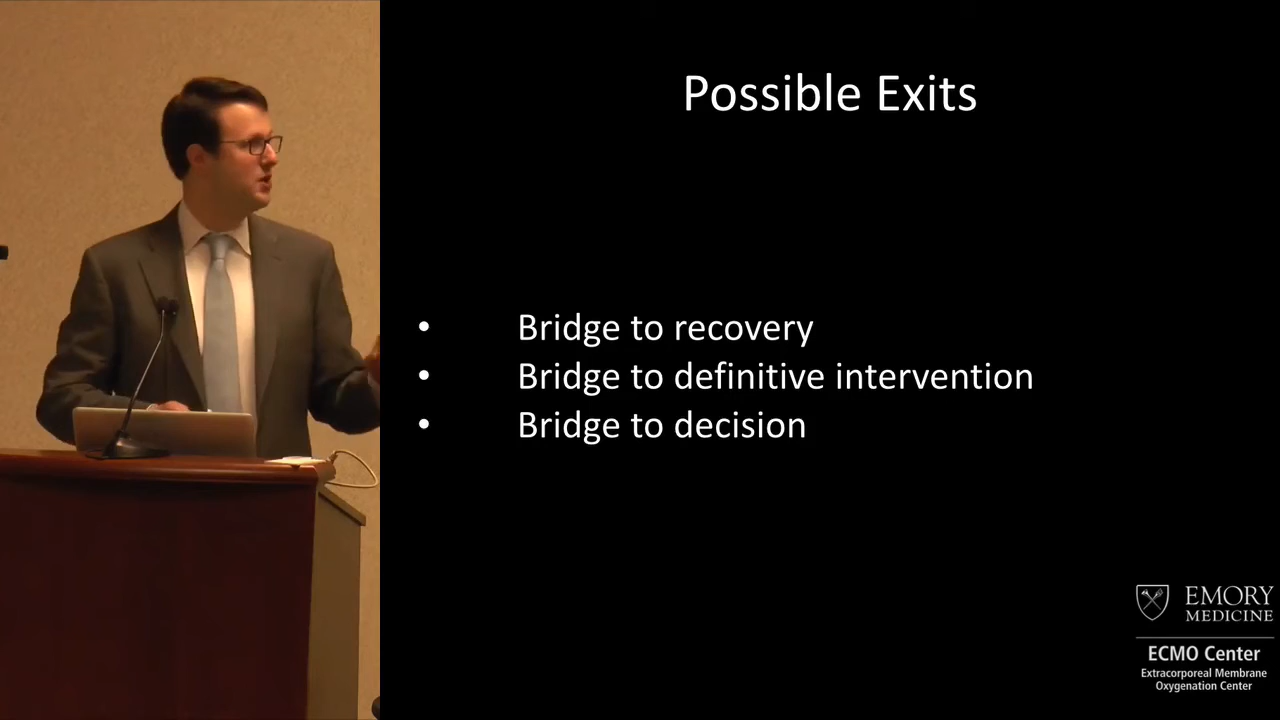 Possible Exits
• Bridge to recovery
• Bridge to definitive intervention
• Bridge to decision
EMORY
MEDICINE
ECMO Center
Extracorporeal Membrane
Oxygenation Center